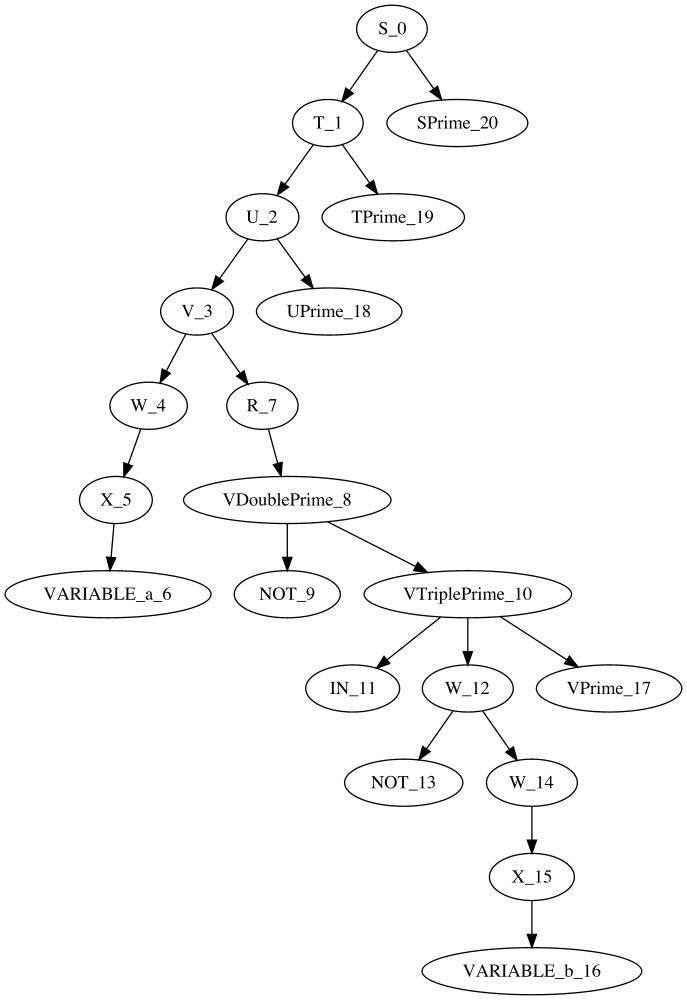 S_0
T_1
SPrime_20
U_2
TPrime_19
V_3
UPrime_18
W_4
R_7
X_5
VDoublePrime_8
VARIABLE_a_6
NOT_9
VTriplePrime_10
IN_11
W_12
VPrime_17
NOT_13
W_14
X_15
VARIABLE_b_16